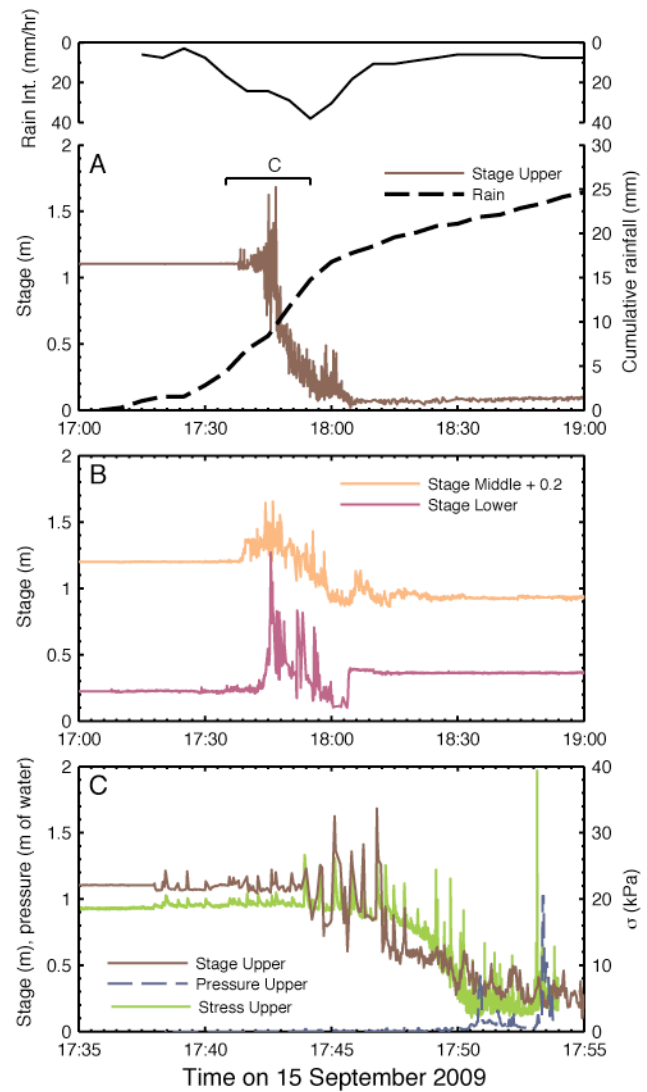 Rain Int. (mm/hr)
0
20
40
0
20
40
A
C
Stage Upper
Rain
Stage (m)
2
1.5
1
0.5
0
Cumulative rainfall (mm)
30
25
20
15
10
5
0
17:00 17:30 18:00 18:30 19:00
B
Stage Middle + 0.2
Stage Lower
Stage (m)
2
1.5
1
0.5
0
17:00 17:30 18:00 18:30 19:00
C
Stage (m), pressure (m of water)
2
1.5
1
0.5
0
σ (kPa)
40
30
20
10
0
Stage Upper
Pressure Upper
Stress Upper
17:35 17:40 17:45 17:50 17:55
Time on 15 September 2009